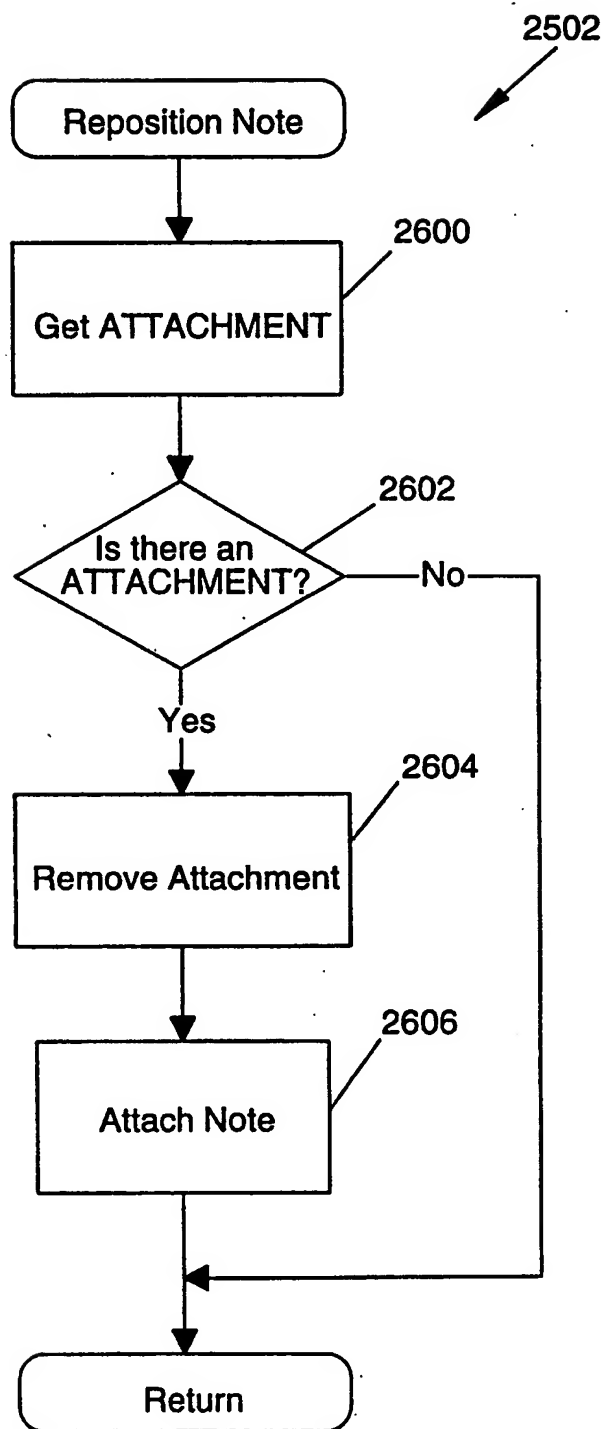 2502
Reposition Note
2600
Get ATTACHMENT
2602
Is there an
ATTACHMENT?
No
Yes
2604
Remove Attachment
2606
Attach Note
Return